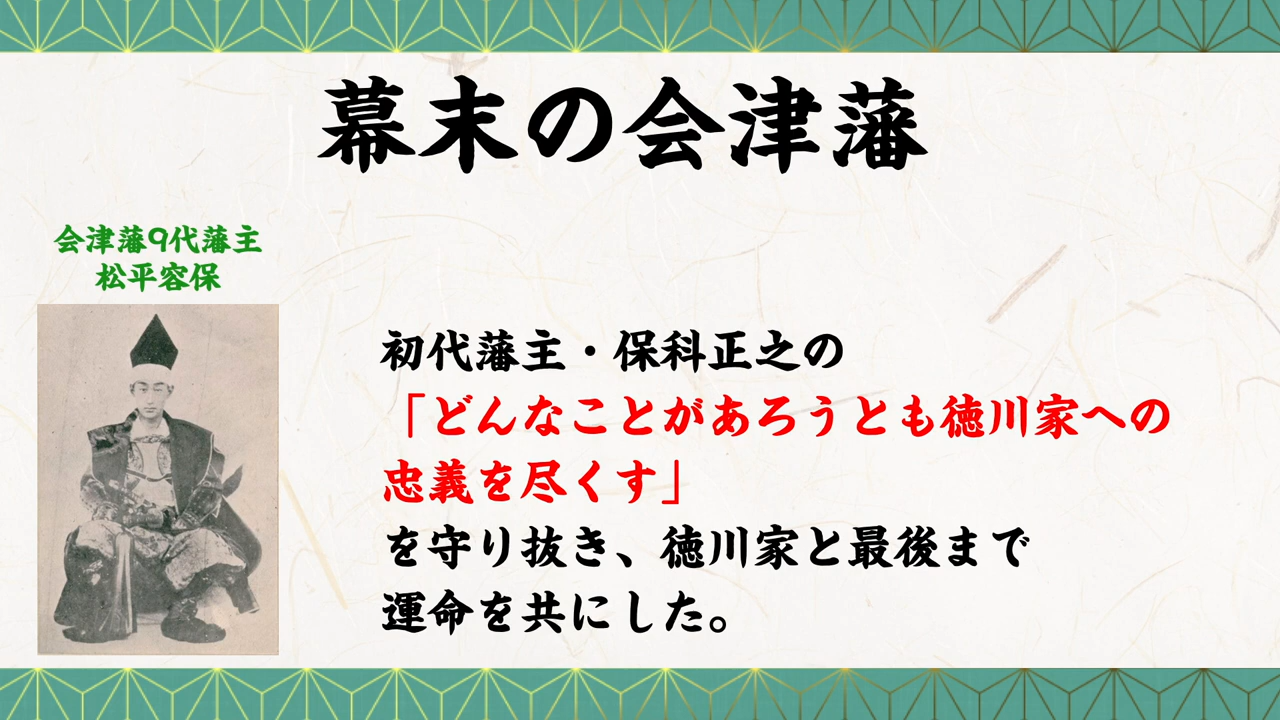 幕末の会津藩
会津藩9代藩主
松平容保
初代藩主・保科正之の
「どんなことがあろうとも徳川家への
忠義を尽くす」
を守り抜き、徳川家と最後まで
運命を共にした。